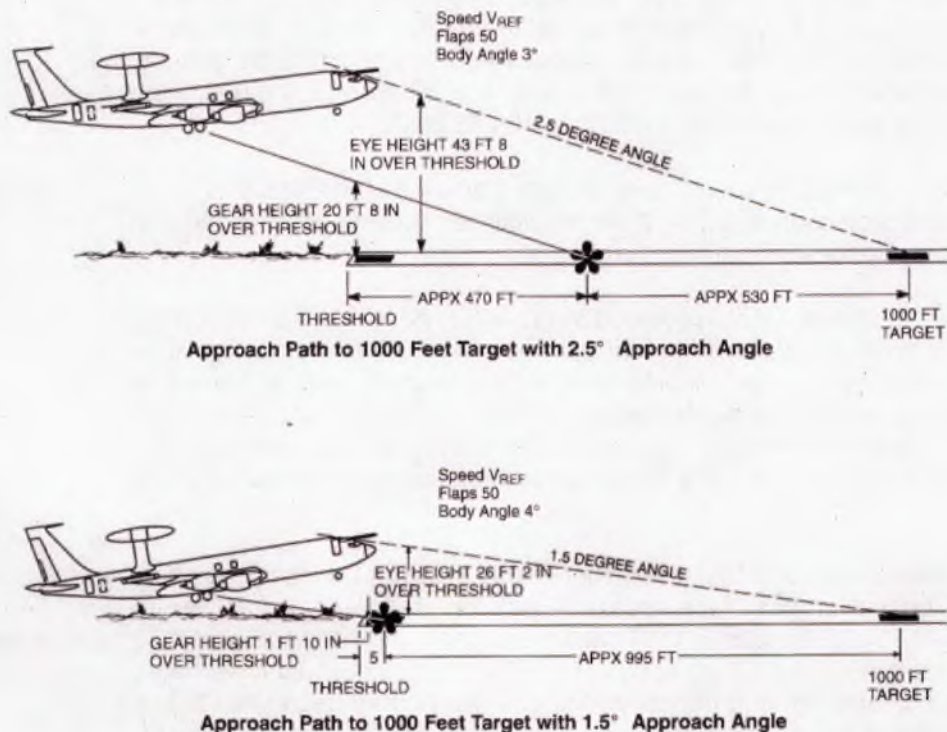 Speed VREF
Flaps 50
Body Angle 3°
2.5 DEGREE ANGLE
EYE HEIGHT 43 FT 8
IN OVER THRESHOLD
GEAR HEIGHT 20 FT 8 IN
OVER THRESHOLD
APPX 470 FT
APPX 530 FT
THRESHOLD
1000 FT
TARGET
Approach Path to 1000 Feet Target with 2.5° Approach Angle
Speed VREF
Flaps 50
Body Angle 4°
1.5 DEGREE ANGLE
EYE HEIGHT 26 FT 2 IN
OVER THRESHOLD
GEAR HEIGHT 1 FT 10 IN
OVER THRESHOLD
5
APPX 995 FT
THRESHOLD
1000 FT
TARGET
Approach Path to 1000 Feet Target with 1.5° Approach Angle